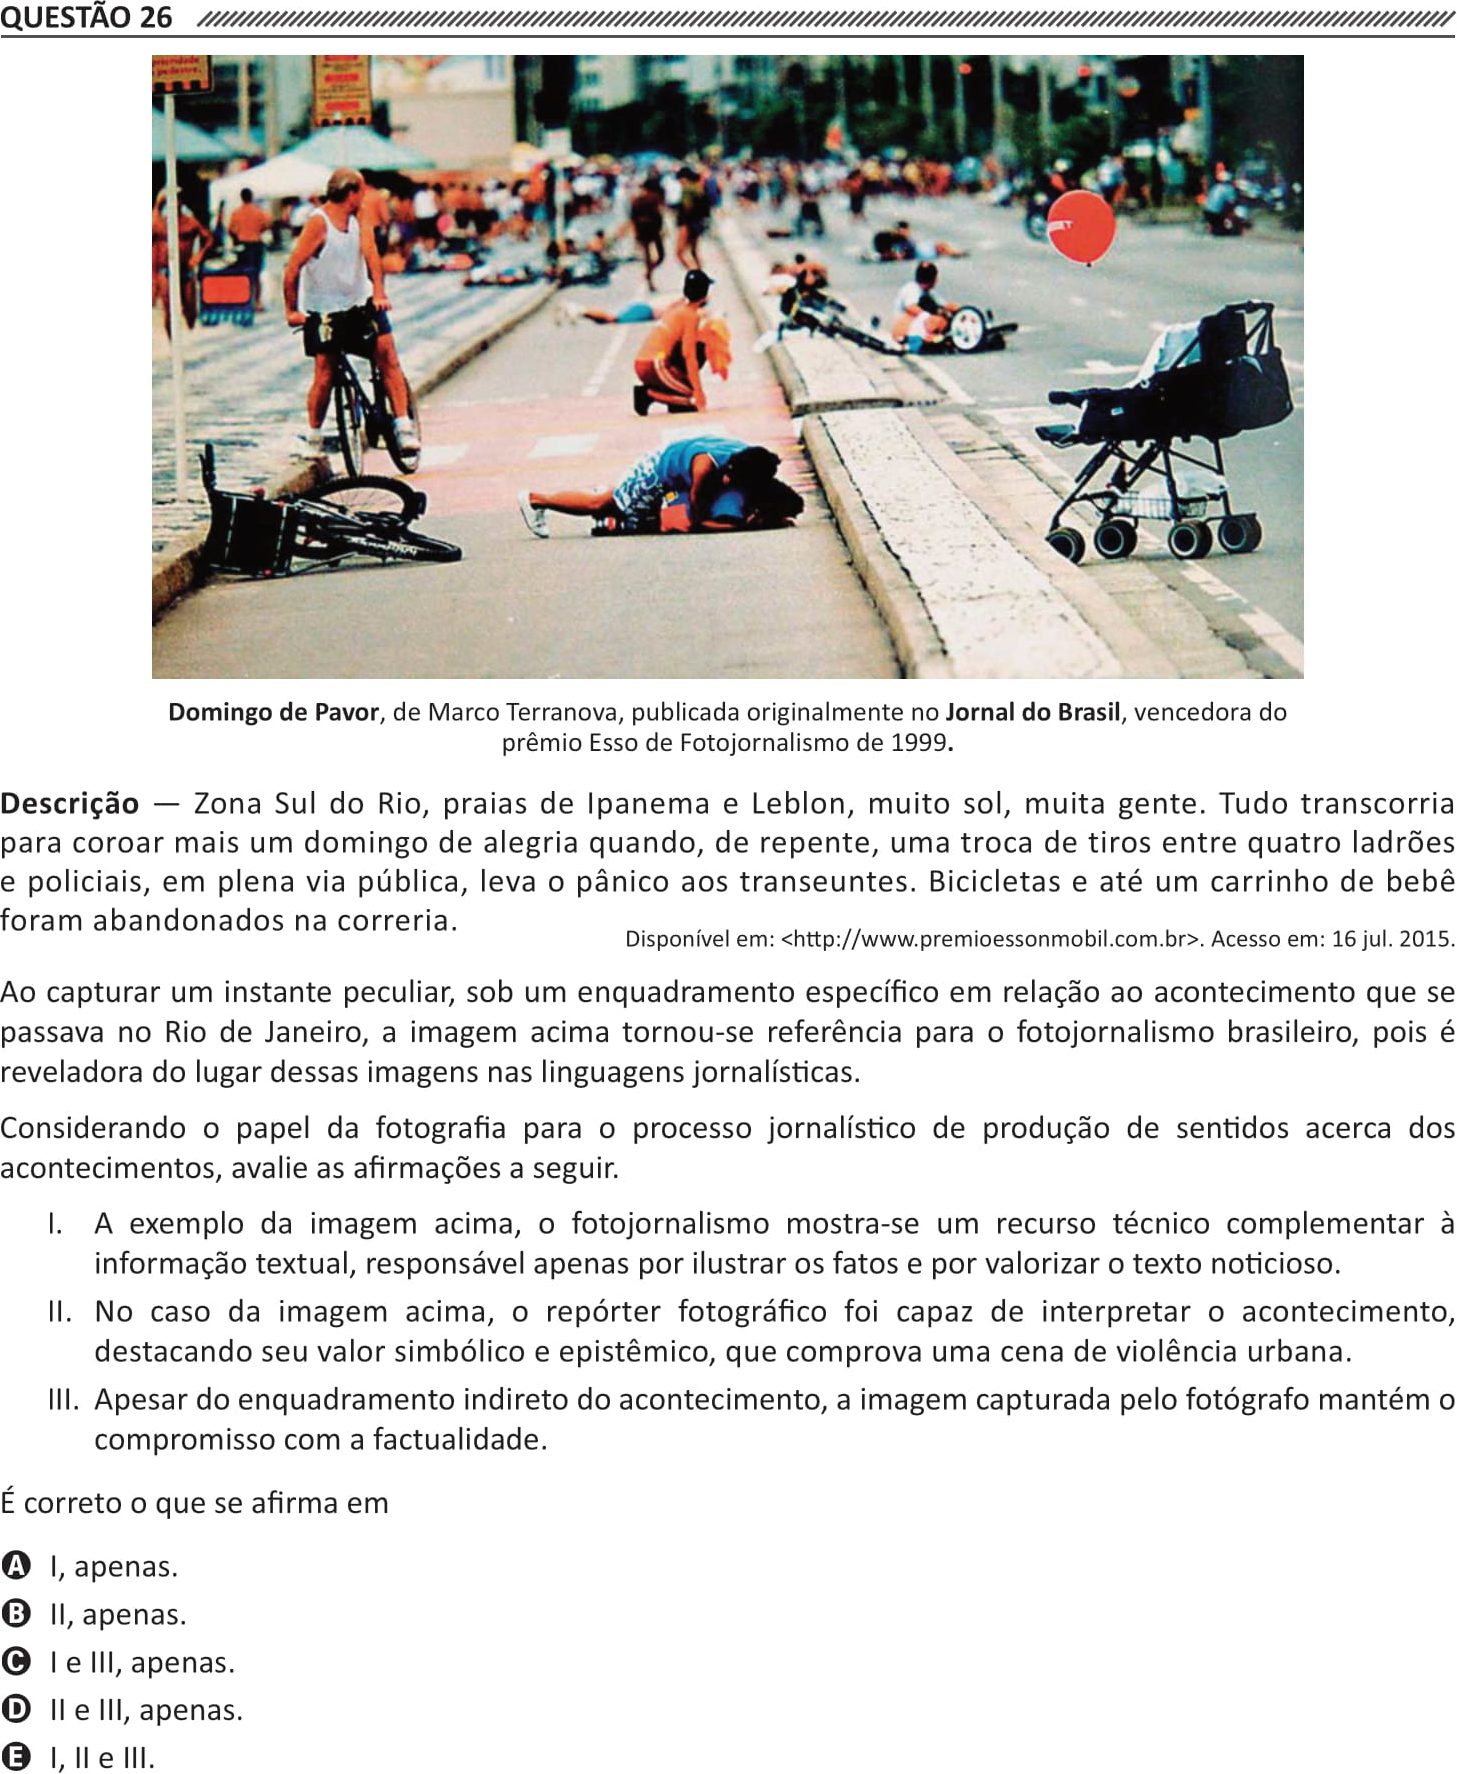 QUESTÃO 26
prioridade
pedestre.
Domingo de Pavor, de Marco Terranova, publicada originalmente no Jornal do Brasil, vencedora do
prêmio Esso de Fotojornalismo de 1999.
Descrição — Zona Sul do Rio, praias de Ipanema e Leblon, muito sol, muita gente. Tudo transcorria
para coroar mais um domingo de alegria quando, de repente, uma troca de tiros entre quatro ladrões
e policiais, em plena via pública, leva o pânico aos transeuntes. Bicicletas e até um carrinho de bebê
foram abandonados na correria.
Disponível em: <http://www.premioessonmobil.com.br>. Acesso em: 16 jul. 2015.
Ao capturar um instante peculiar, sob um enquadramento específico em relação ao acontecimento que se
passava no Rio de Janeiro, a imagem acima tornou-se referência para o fotojornalismo brasileiro, pois é
reveladora do lugar dessas imagens nas linguagens jornalísticas.
Considerando o papel da fotografia para o processo jornalístico de produção de sentidos acerca dos
acontecimentos, avalie as afirmações a seguir.
I. A exemplo da imagem acima, o fotojornalismo mostra-se um recurso técnico complementar à
informação textual, responsável apenas por ilustrar os fatos e por valorizar o texto noticioso.
II. No caso da imagem acima, o repórter fotográfico foi capaz de interpretar o acontecimento,
destacando seu valor simbólico e epistêmico, que comprova uma cena de violência urbana.
III. Apesar do enquadramento indireto do acontecimento, a imagem capturada pelo fotógrafo mantém o
compromisso com a factualidade.
É correto o que se afirma em
A I, apenas.
B II, apenas.
C I e III, apenas.
D II e III, apenas.
E I, II e III.